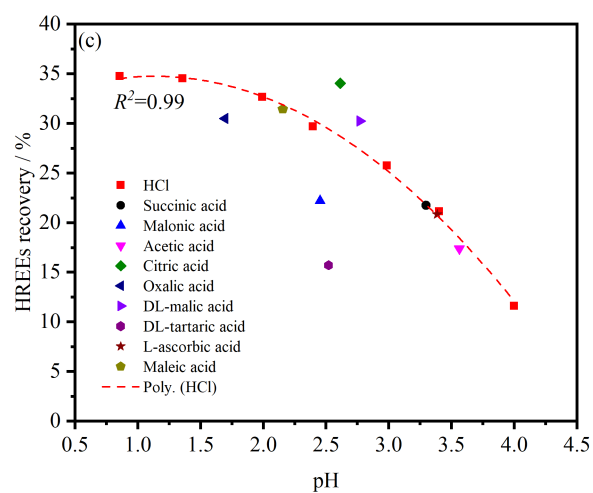 (c)
R²=0.99
HREEs recovery / %
40
35
30
25
20
15
10
5
0
HCl
Succinic acid
Malonic acid
Acetic acid
Citric acid
Oxalic acid
DL-malic acid
DL-tartaric acid
L-ascorbic acid
Maleic acid
Poly. (HCl)
0.5 1.0 1.5 2.0 2.5 3.0 3.5 4.0 4.5
pH